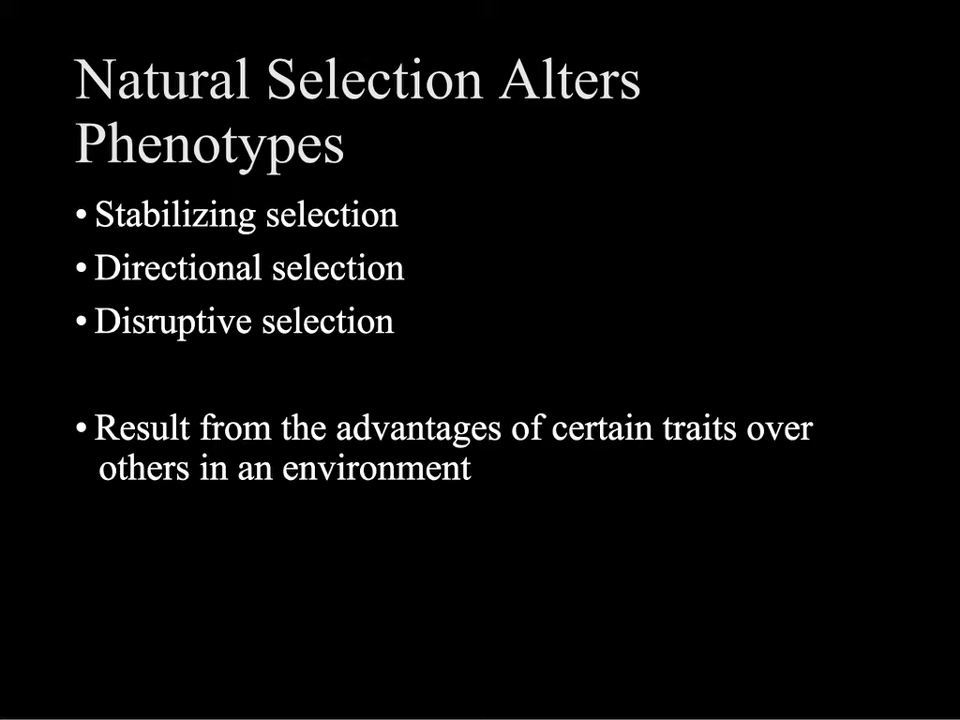 Natural Selection Alters
Phenotypes
• Stabilizing selection
• Directional selection
• Disruptive selection
• Result from the advantages of certain traits over
others in an environment